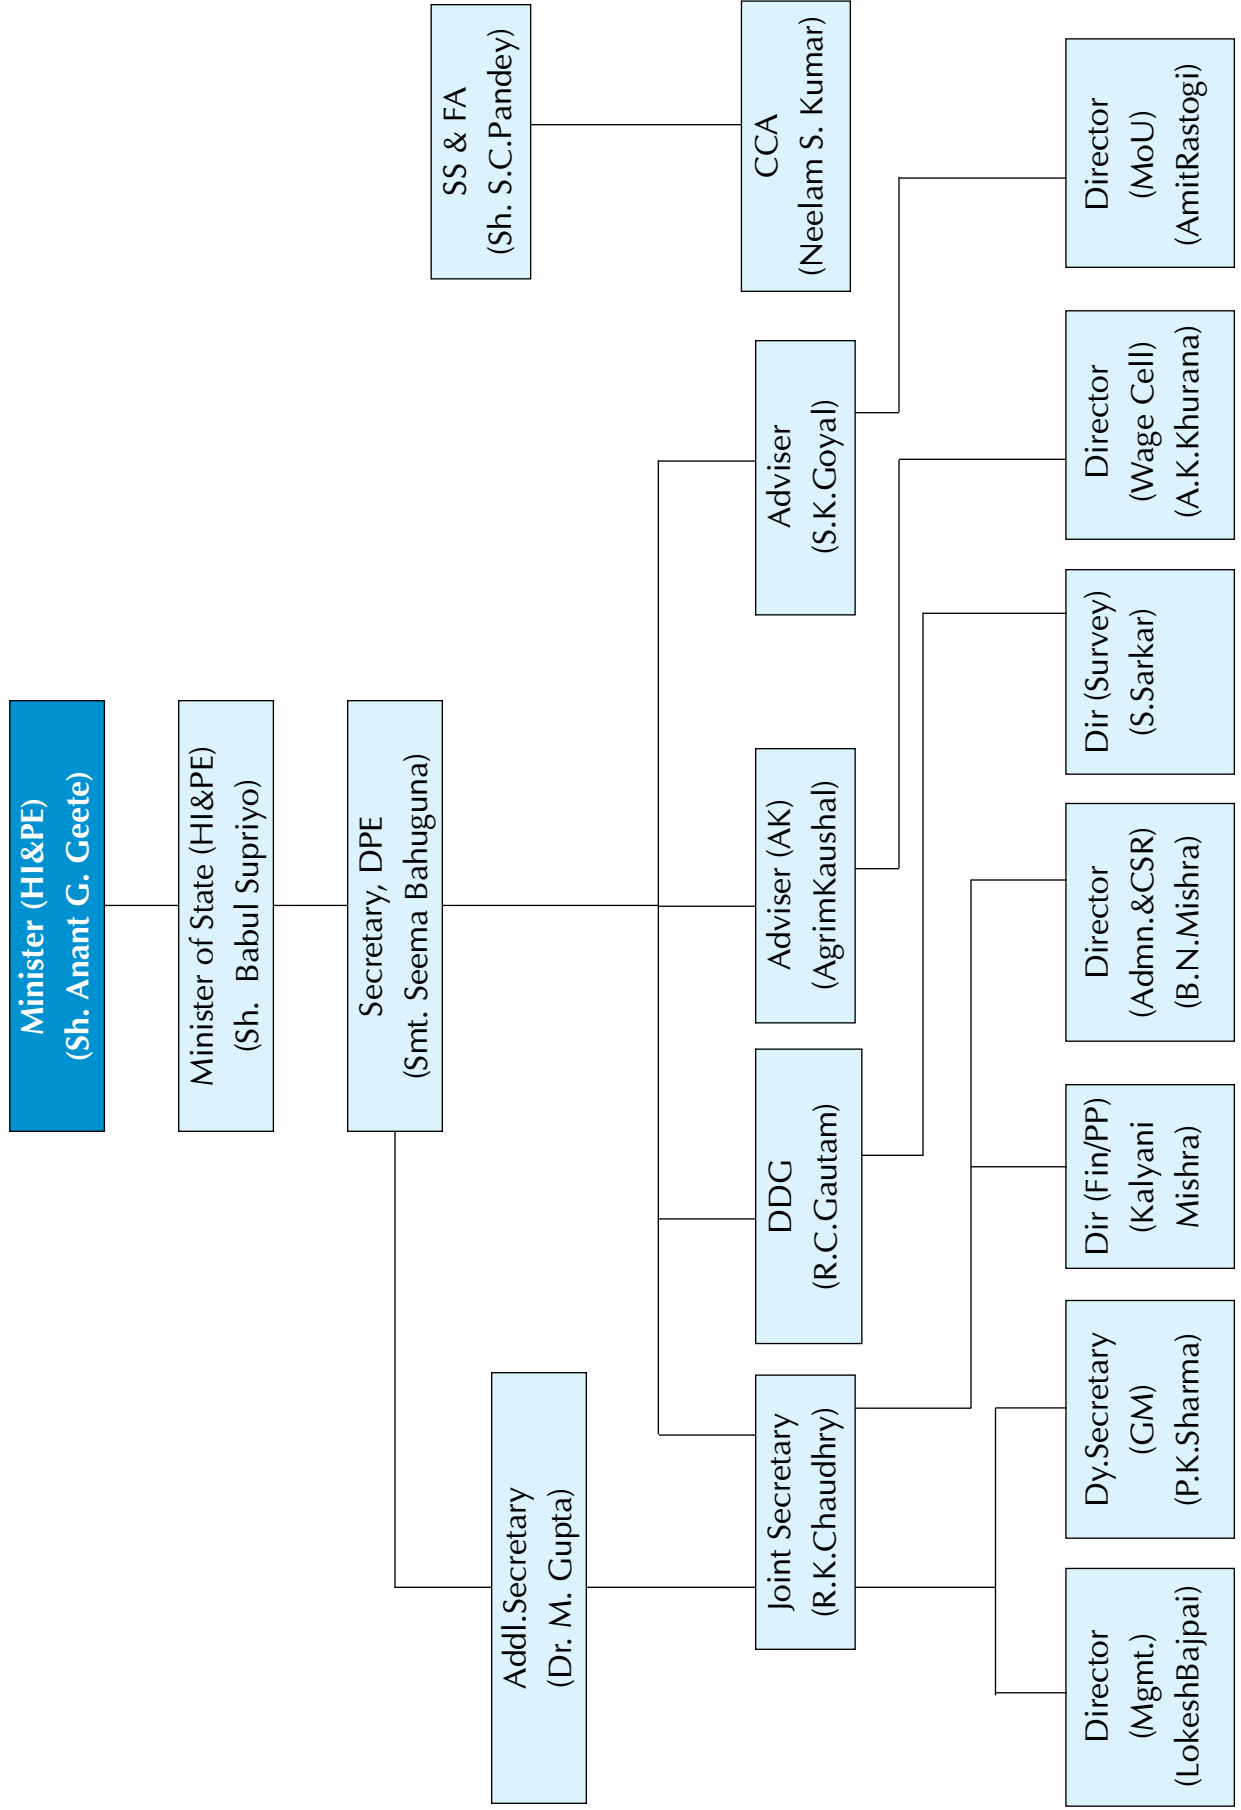 Minister (HI&PE)
(Sh. Anant G. Geete)
Minister of State (HI&PE)
(Sh. Babul Supriyo)
Secretary, DPE
(Smt. Seema Bahuguna)
SS & FA
(Sh. S.C.Pandey)
Addl.Secretary
(Dr. M. Gupta)
Joint Secretary
(R.K.Chaudhry)
DDG
(R.C.Gautam)
Adviser (AK)
(AgrimKaushal)
Adviser
(S.K.Goyal)
CCA
(Neelam S. Kumar)
Director
(Mgmt.)
(LokeshBajpai)
Dy.Secretary
(GM)
(P.K.Sharma)
Dir (Fin/PP)
(Kalyani
Mishra)
Director
(Admn.&CSR)
(B.N.Mishra)
Dir (Survey)
(S.Sarkar)
Director
(Wage Cell)
(A.K.Khurana)
Director
(MoU)
(AmitRastogi)